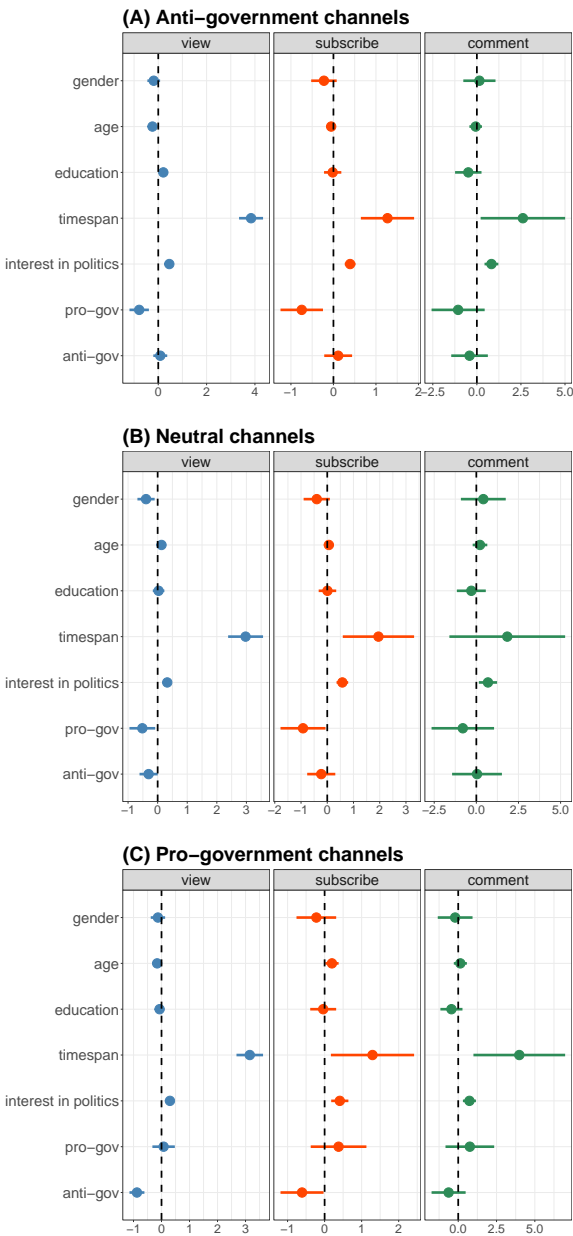 (A) Anti−government channels
view subscribe comment
gender
age
education
timespan
interest in politics
pro−gov
anti−gov
0 2 4 −1 0 1 2 −2.5 0.0 2.5 5.0
(B) Neutral channels
view subscribe comment
gender
age
education
timespan
interest in politics
pro−gov
anti−gov
0 1 2 3 −2 −1 0 1 2 3 −2.5 0.0 2.5 5.0
(C) Pro−government channels
view subscribe comment
gender
age
education
timespan
interest in politics
pro−gov
anti−gov
−1 0 1 2 3 −1 0 1 2 0.0 2.5 5.0